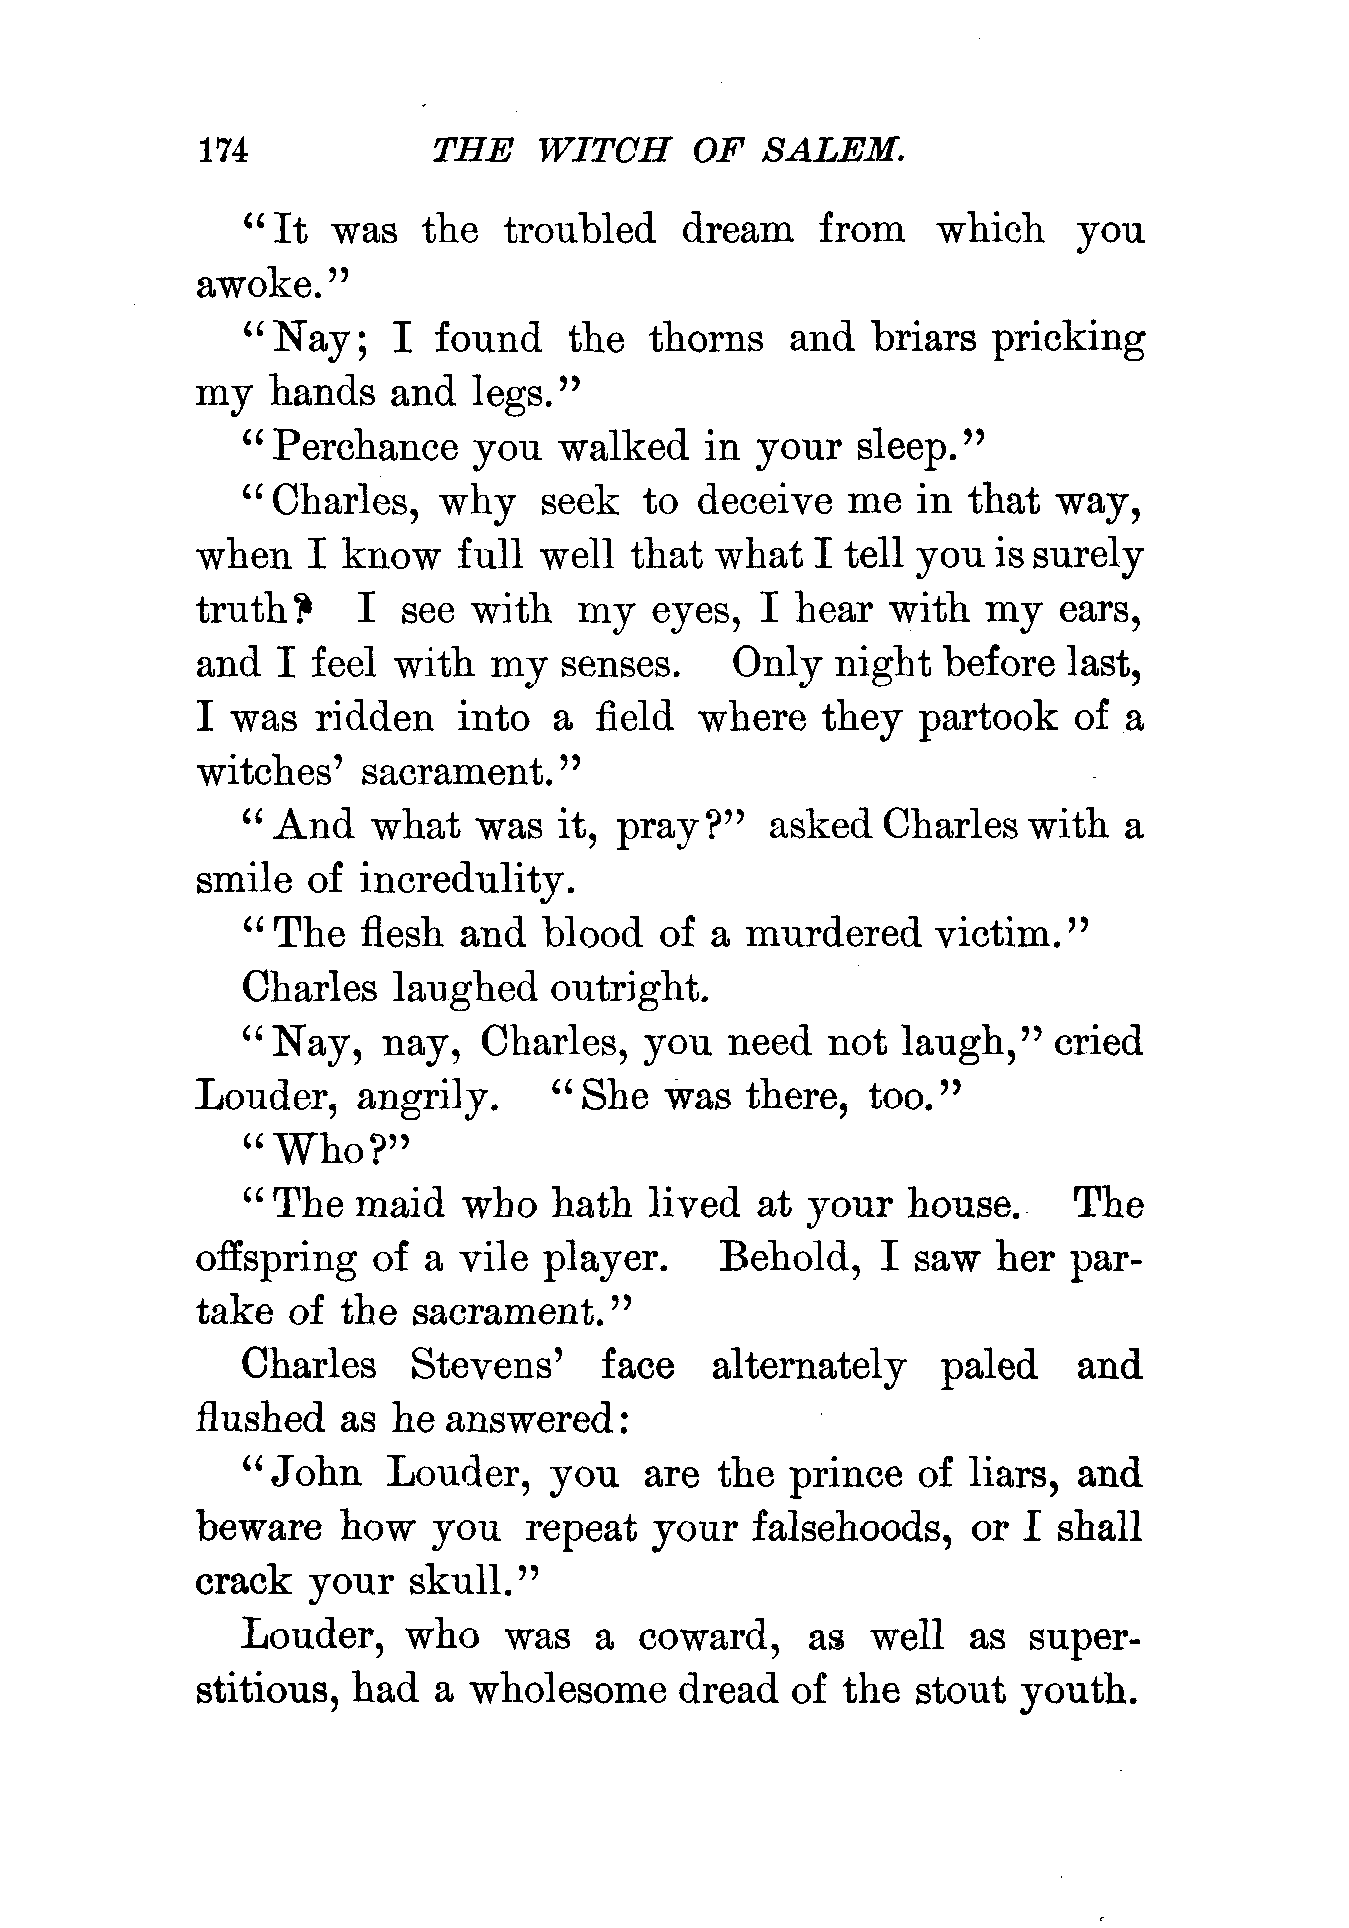 174 THE WITCH OF SALEM.
“It was the troubled dream from which you
awoke.”
“Nay; I found the thorns and briars pricking
my hands and legs.”
“Perchance you walked in your sleep.”
“Charles, why seek to deceive me in that way,
when I know full well that what I tell you is surely
truth? I see with my eyes, I hear with my ears,
and I feel with my senses. Only night before last,
I was ridden into a field where they partook of a
witches’ sacrament.”
“And what was it, pray?” asked Charles with a
smile of incredulity.
“The flesh and blood of a murdered victim.”
Charles laughed outright.
“Nay, nay, Charles, you need not laugh,” cried
Louder, angrily. “She was there, too.”
“Who?”
“The maid who hath lived at your house. The
offspring of a vile player. Behold, I saw her par-
take of the sacrament.”
Charles Stevens’ face alternately paled and
flushed as he answered:
“John Louder, you are the prince of liars, and
beware how you repeat your falsehoods, or I shall
crack your skull.”
Louder, who was a coward, as well as super-
stitious, had a wholesome dread of the stout youth.